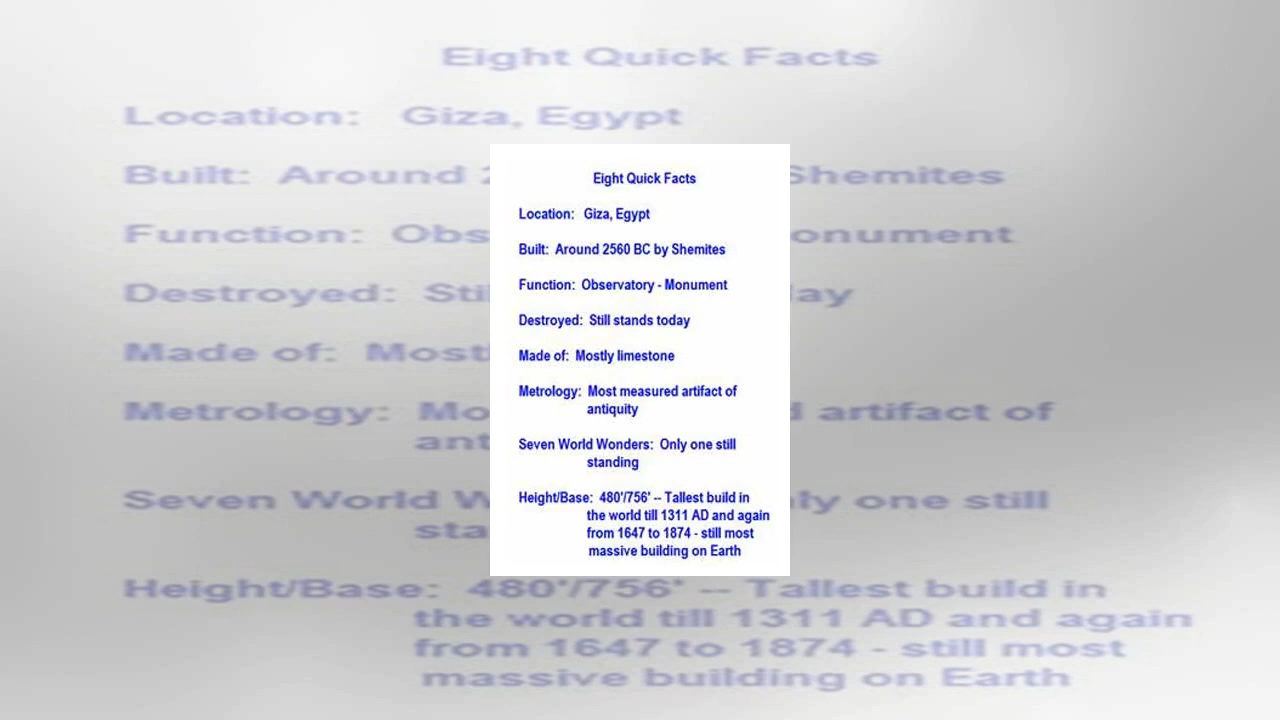 Eight Quick Facts
Location: Giza, Egypt
Built: Around 2560 BC by Shemites
Function: Observatory - Monument
Destroyed: Still stands today
Made of: Mostly limestone
Metrology: Most measured artifact of
antiquity
Seven World Wonders: Only one still
standing
Height/Base: 480'/756' -- Tallest build in
the world till 1311 AD and again
from 1647 to 1874 - still most
massive building on Earth